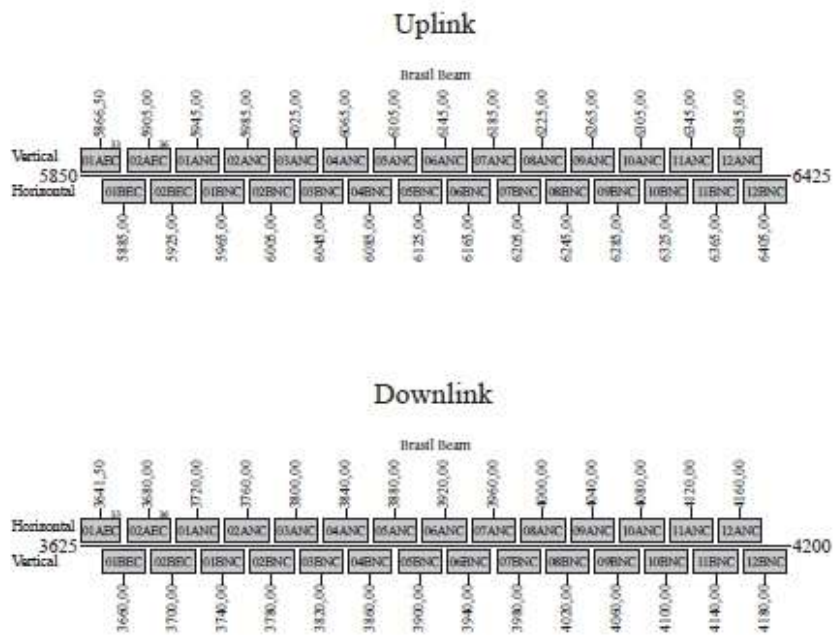 Uplink
Brasil Beam
5866,50 5905,00 5945,00 5985,00 6025,00 6065,00 6105,00 6145,00 6185,00 6225,00 6265,00 6305,00 6345,00 6385,00
33 36
Vertical 01AEC 02AEC 01ANC 02ANC 03ANC 04ANC 05ANC 06ANC 07ANC 08ANC 09ANC 10ANC 11ANC 12ANC
5850 6425
Horizontal 01BEC 02BEC 01BNC 02BNC 03BNC 04BNC 05BNC 06BNC 07BNC 08BNC 09BNC 10BNC 11BNC 12BNC
5885,00 5925,00 5965,00 6005,00 6045,00 6085,00 6125,00 6165,00 6205,00 6245,00 6285,00 6325,00 6365,00 6405,00
Downlink
Brasil Beam
3641,50 3680,00 3720,00 3760,00 3800,00 3840,00 3880,00 3920,00 3960,00 4000,00 4040,00 4080,00 4120,00 4160,00
33 36
Horizontal 01AEC 02AEC 01ANC 02ANC 03ANC 04ANC 05ANC 06ANC 07ANC 08ANC 09ANC 10ANC 11ANC 12ANC
3625 4200
Vertical 01BEC 02BEC 01BNC 02BNC 03BNC 04BNC 05BNC 06BNC 07BNC 08BNC 09BNC 10BNC 11BNC 12BNC
3660,00 3700,00 3740,00 3780,00 3820,00 3860,00 3900,00 3940,00 3980,00 4020,00 4060,00 4100,00 4140,00 4180,00